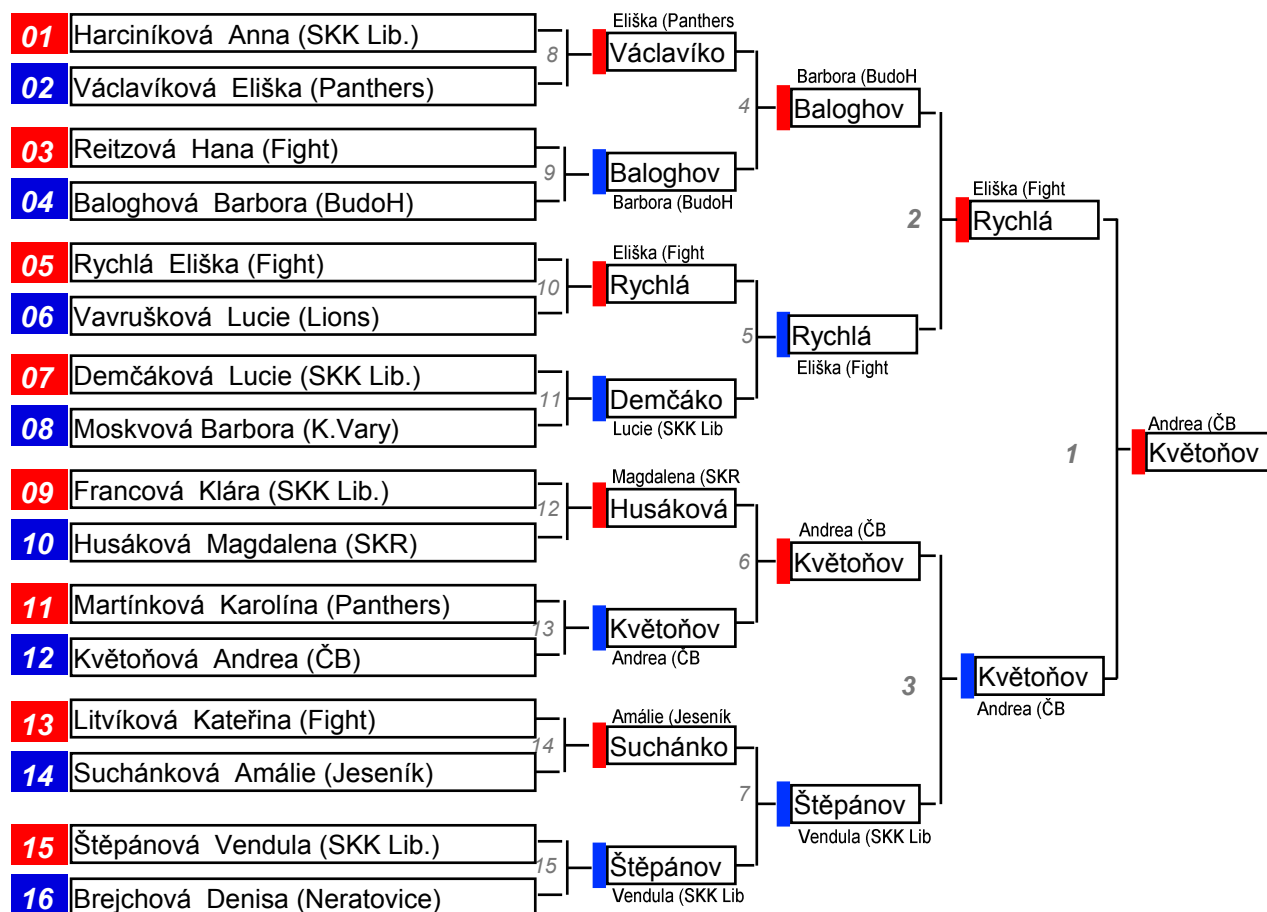 01 Harciníková Anna (SKK Lib.)
02 Václavíková Eliška (Panthers)
03 Reitzová Hana (Fight)
04 Baloghová Barbora (BudoH)
05 Rychlá Eliška (Fight)
06 Vavrušková Lucie (Lions)
07 Demčáková Lucie (SKK Lib.)
08 Moskvová Barbora (K.Vary)
09 Francová Klára (SKK Lib.)
10 Husáková Magdalena (SKR)
11 Martínková Karolína (Panthers)
12 Květoňová Andrea (ČB)
13 Litvíková Kateřina (Fight)
14 Suchánková Amálie (Jeseník)
15 Štěpánová Vendula (SKK Lib.)
16 Brejchová Denisa (Neratovice)
8
9
10
11
12
13
14
15
Eliška (Panthers
Václavíko
Baloghov
Barbora (BudoH
Eliška (Fight
Rychlá
Demčáko
Lucie (SKK Lib
Magdalena (SKR
Husáková
Květoňov
Andrea (ČB
Amálie (Jeseník
Suchánko
Štěpánov
Vendula (SKK Lib
4
5
6
7
Barbora (BudoH
Baloghov
Rychlá
Eliška (Fight
Andrea (ČB
Květoňov
Štěpánov
Vendula (SKK Lib
2
3
Eliška (Fight
Rychlá
Květoňov
Andrea (ČB
1
Andrea (ČB
Květoňov